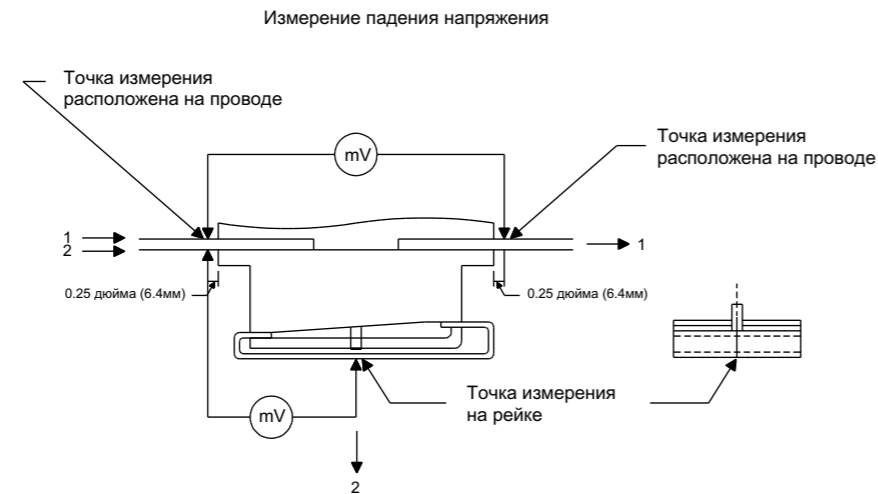 Измерение падения напряжения
Точка измерения
расположена на проводе
mV
Точка измерения
расположена на проводе
1
2
1
0.25 дюйма (6.4мм)
0.25 дюйма (6.4мм)
Точка измерения
на рейке
mV
2